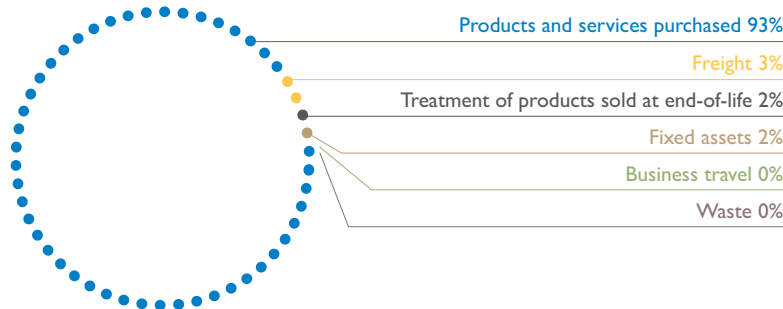 Products and services purchased 93%
Freight 3%
Treatment of products sold at end-of-life 2%
Fixed assets 2%
Business travel 0%
Waste 0%